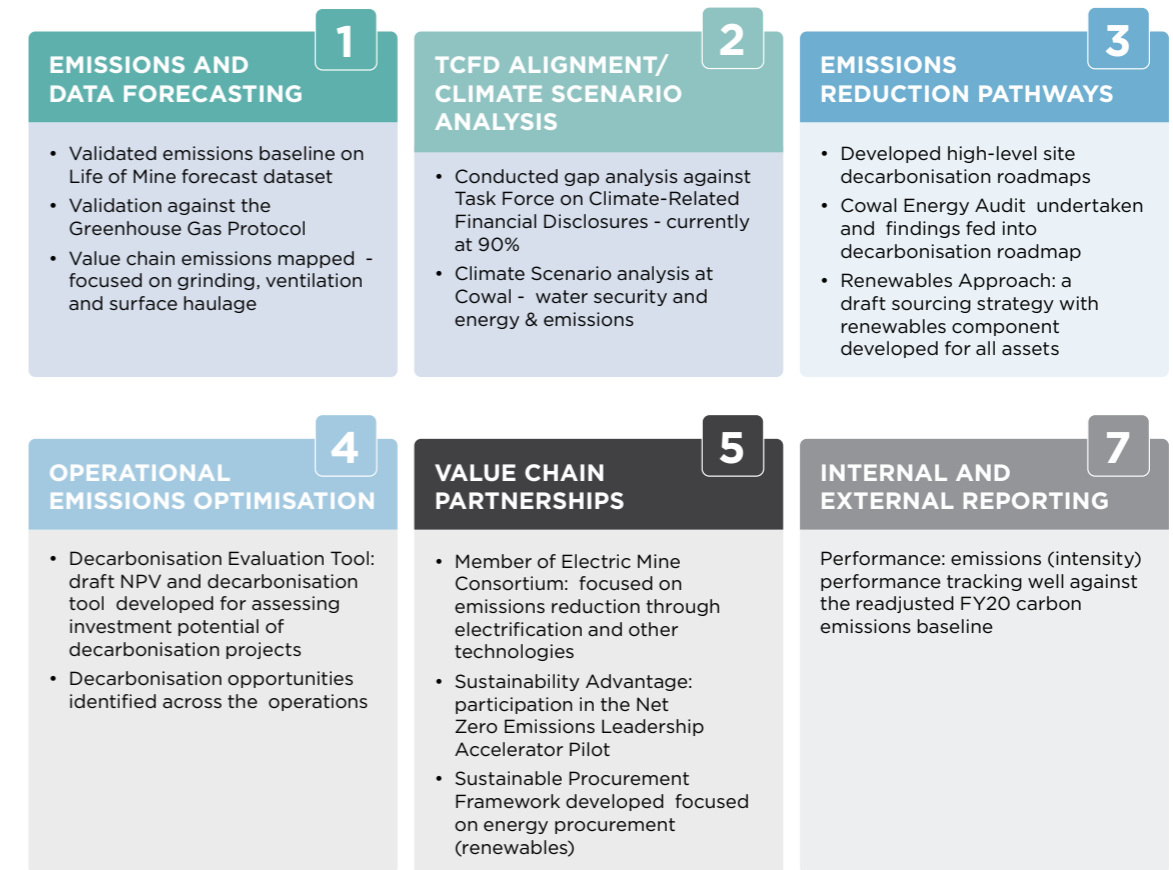 1
EMISSIONS AND
DATA FORECASTING
• Validated emissions baseline on
Life of Mine forecast dataset
• Validation against the
Greenhouse Gas Protocol
• Value chain emissions mapped -
focused on grinding, ventilation
and surface haulage
2
TCFD ALIGNMENT/
CLIMATE SCENARIO
ANALYSIS
• Conducted gap analysis against
Task Force on Climate-Related
Financial Disclosures - currently
at 90%
• Climate Scenario analysis at
Cowal - water security and
energy & emissions
3
EMISSIONS
REDUCTION PATHWAYS
• Developed high-level site
decarbonisation roadmaps
• Cowal Energy Audit undertaken
and findings fed into
decarbonisation roadmap
• Renewables Approach: a
draft sourcing strategy with
renewables component
developed for all assets
4
OPERATIONAL
EMISSIONS OPTIMISATION
• Decarbonisation Evaluation Tool:
draft NPV and decarbonisation
tool developed for assessing
investment potential of
decarbonisation projects
• Decarbonisation opportunities
identified across the operations
5
VALUE CHAIN
PARTNERSHIPS
• Member of Electric Mine
Consortium: focused on
emissions reduction through
electrification and other
technologies
• Sustainability Advantage:
participation in the Net
Zero Emissions Leadership
Accelerator Pilot
• Sustainable Procurement
Framework developed focused
on energy procurement
(renewables)
7
INTERNAL AND
EXTERNAL REPORTING
Performance: emissions (intensity)
performance tracking well against
the readjusted FY20 carbon
emissions baseline